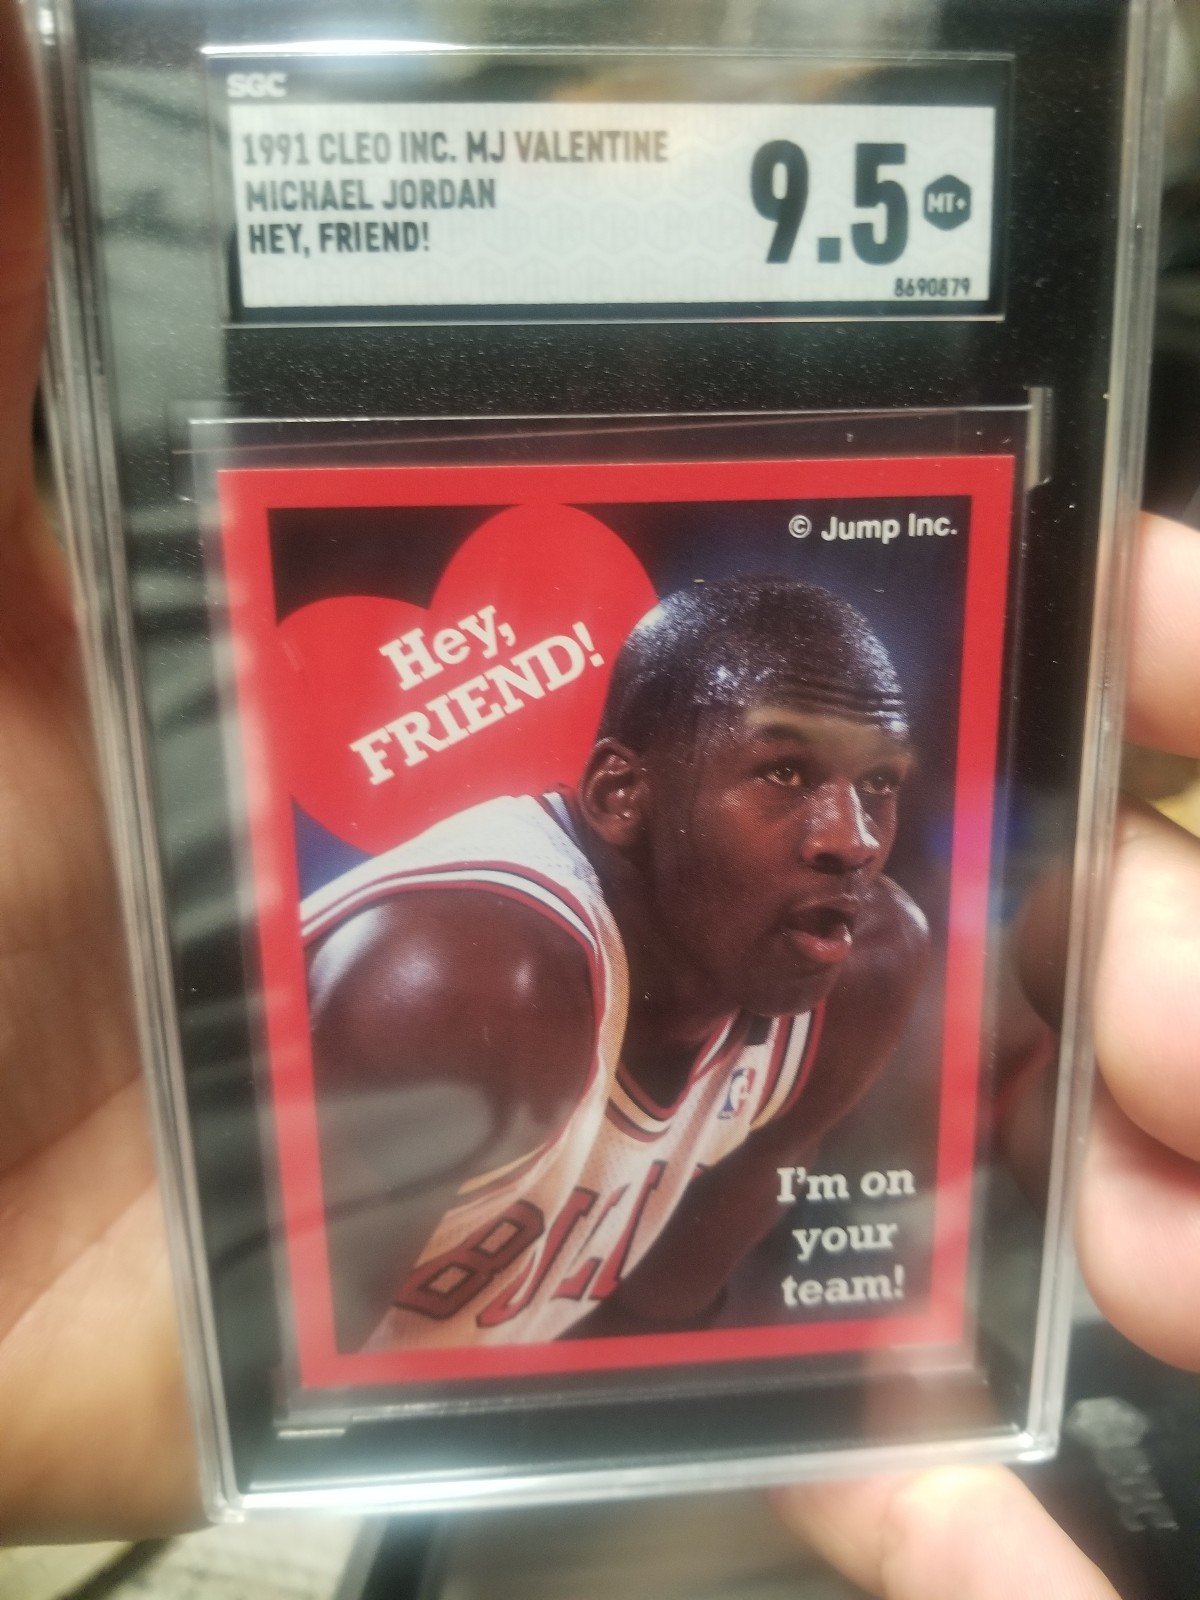 SGC
1991 CLEO INC. MJ VALENTINE
MICHAEL JORDAN
HEY, FRIEND!
9.5
MT+
8690879
© Jump Inc.
Hey,
FRIEND!
BULL
I'm on
your
team!